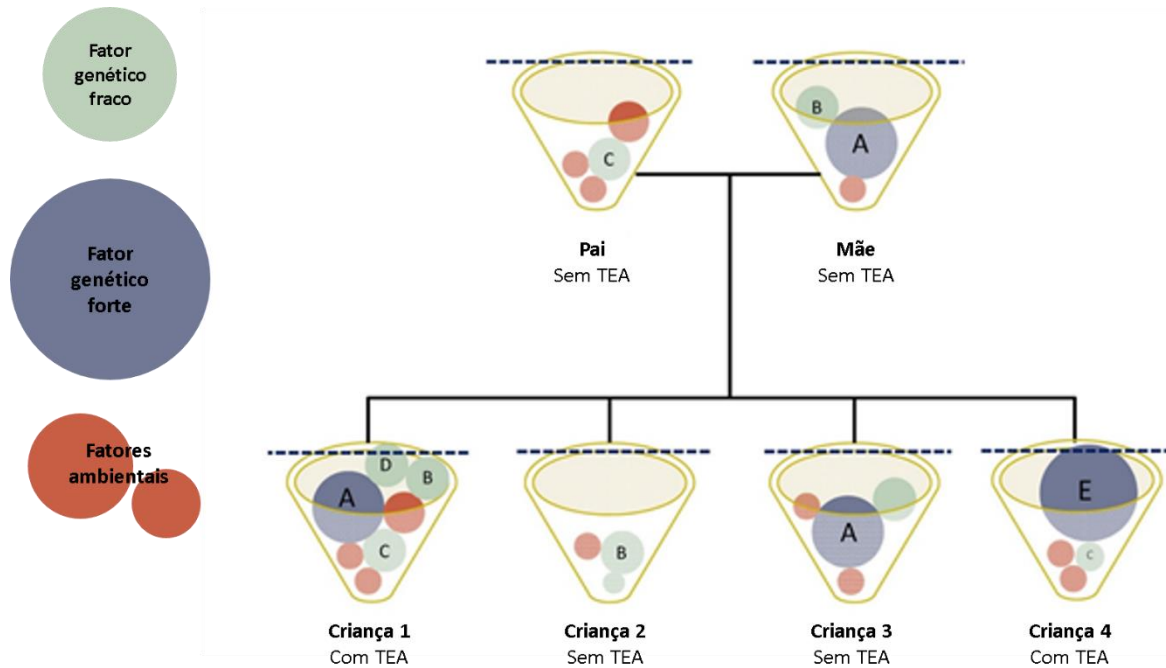 Fator
genético
fraco
Fator
genético
forte
Fatores
ambientais
C
B
A
Pai
Sem TEA
Mãe
Sem TEA
D
B
A
C
B
A
E
C
Criança 1
Com TEA
Criança 2
Sem TEA
Criança 3
Sem TEA
Criança 4
Com TEA